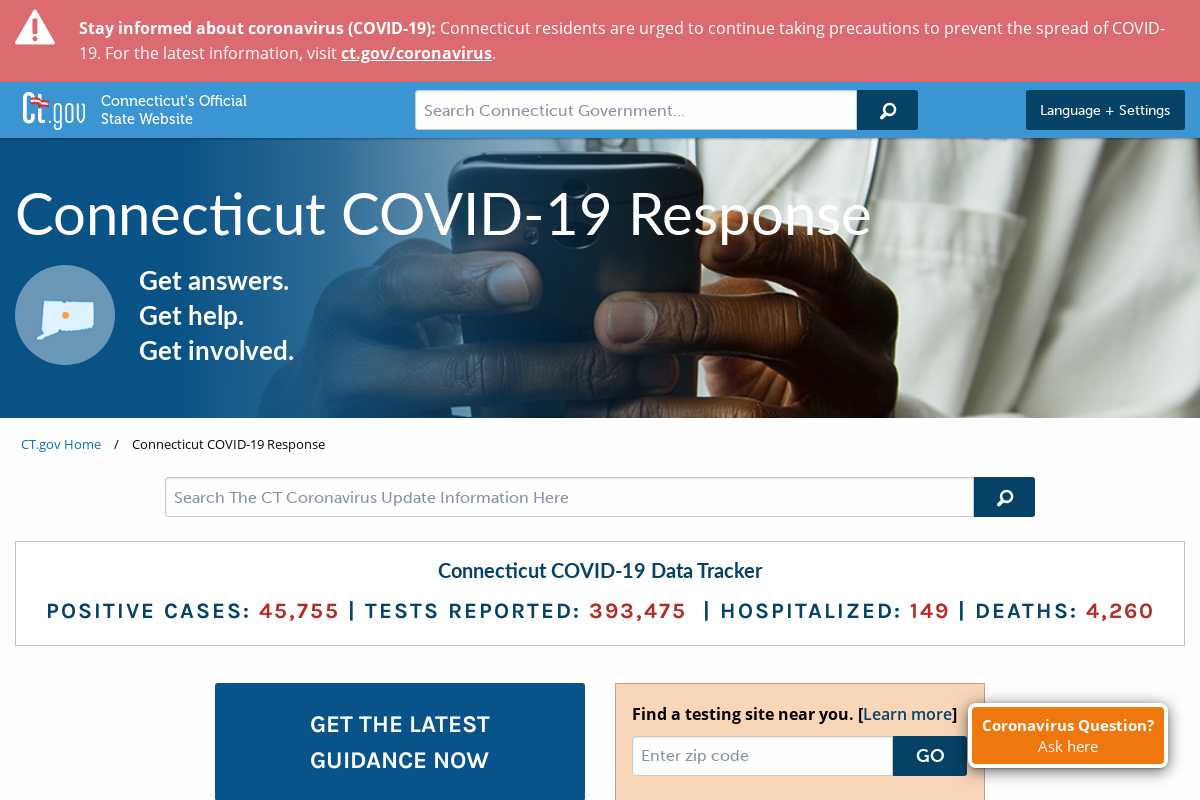 Stay informed about coronavirus (COVID-19): Connecticut residents are urged to continue taking precautions to prevent the spread of COVID-
19. For the latest information, visit ct.gov/coronavirus.
Ct.gov
Connecticut's Official
State Website
Search Connecticut Government...
Language + Settings
Connecticut COVID-19 Response
Get answers.
Get help.
Get involved.
CT.gov Home / Connecticut COVID-19 Response
Search The CT Coronavirus Update Information Here
Connecticut COVID-19 Data Tracker
POSITIVE CASES: 45,755 | TESTS REPORTED: 393,475 | HOSPITALIZED: 149 | DEATHS: 4,260
GET THE LATEST
GUIDANCE NOW
Find a testing site near you. [Learn more]
Enter zip code
GO
Coronavirus Question?
Ask here